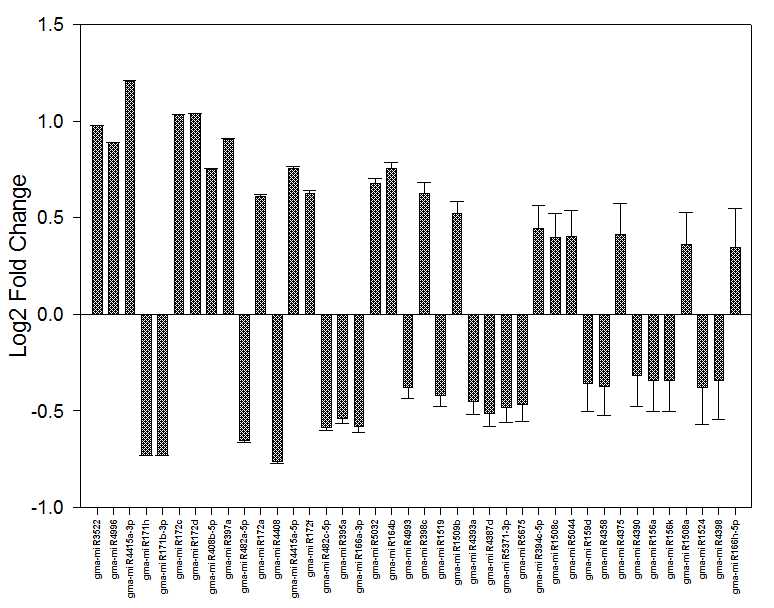 1.5
1.0
0.5
0.0
-0.5
-1.0
Log2 Fold Change
gma-miR3522
gma-miR4996
gma-miR4415a-3p
gma-miR171h
gma-miR171b-3p
gma-miR172c
gma-miR172d
gma-miR408b-5p
gma-miR397a
gma-miR482a-5p
gma-miR172a
gma-miR4408
gma-miR4415a-5p
gma-miR172f
gma-miR482c-5p
gma-miR395a
gma-miR166a-3p
gma-miR5032
gma-miR164b
gma-miR4993
gma-miR398c
gma-miR1519
gma-miR1509b
gma-miR4393a
gma-miR4387d
gma-miR5371-3p
gma-miR5675
gma-miR394c-5p
gma-miR1508c
gma-miR5044
gma-miR159d
gma-miR4358
gma-miR4375
gma-miR4390
gma-miR156a
gma-miR156k
gma-miR1508a
gma-miR1524
gma-miR4398
gma-miR166h-5p